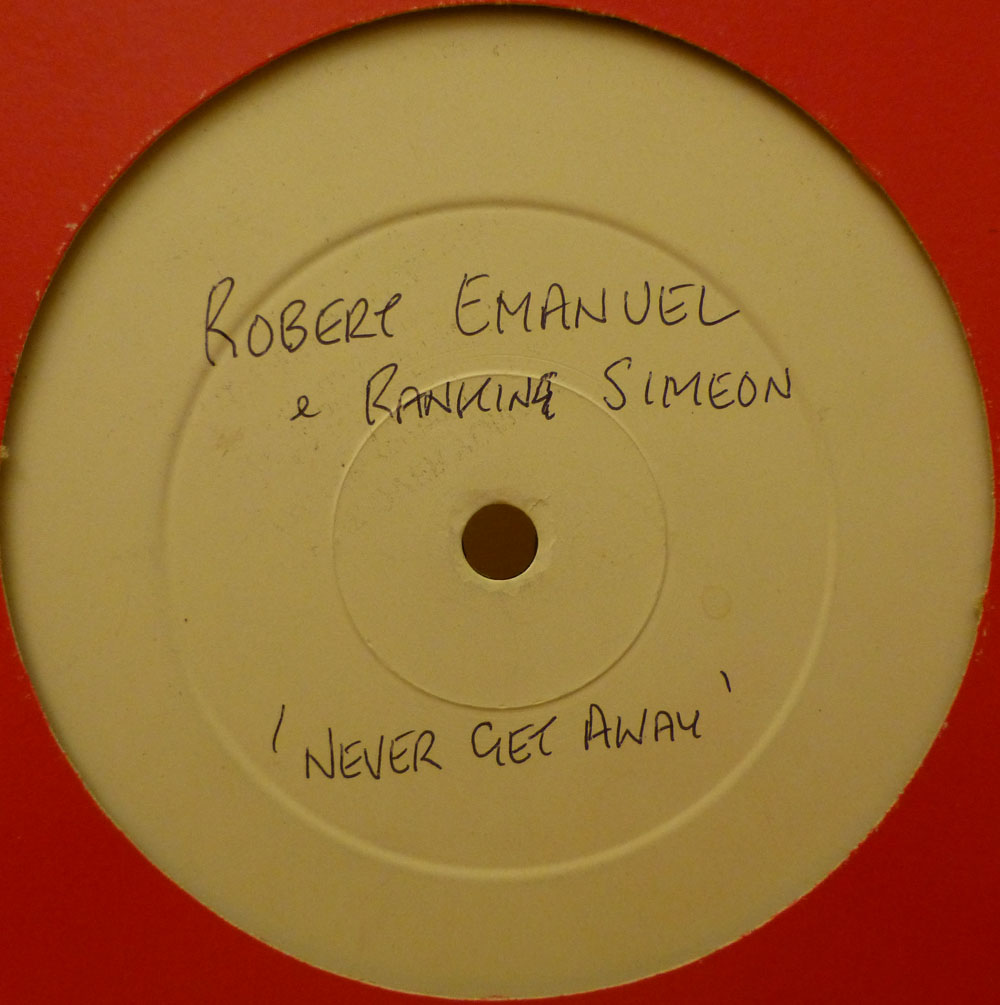 ROBERT EMANUEL
& RANKING SIMEON
'NEVER GET AWAY'